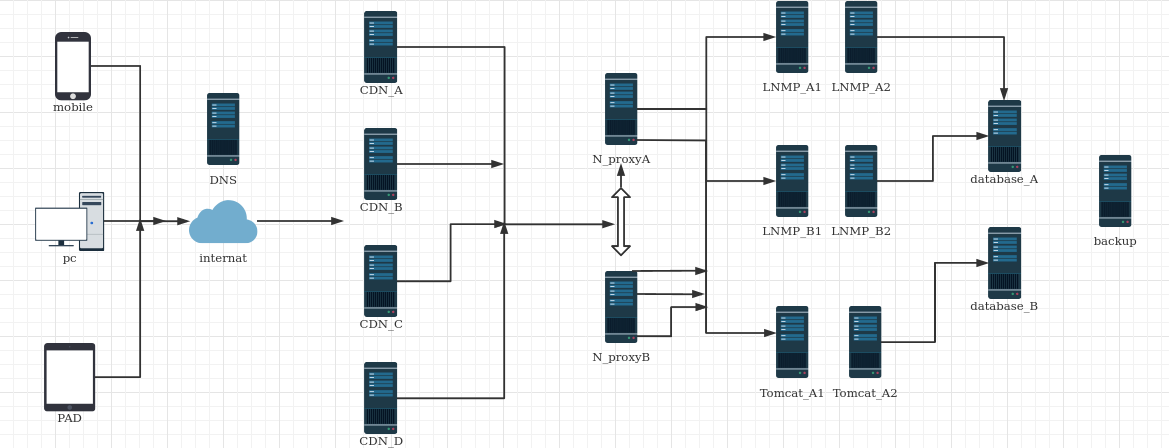 mobile
pc
PAD
DNS
internat
CDN_A
CDN_B
CDN_C
CDN_D
N_proxyA
N_proxyB
LNMP_A1
LNMP_A2
LNMP_B1
LNMP_B2
Tomcat_A1
Tomcat_A2
database_A
database_B
backup